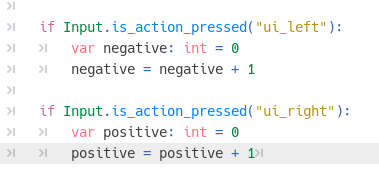 if Input.is_action_pressed("ui_left"):
var negative: int = 0
negative = negative + 1
if Input.is_action_pressed("ui_right"):
var positive: int = 0
positive = positive + 1